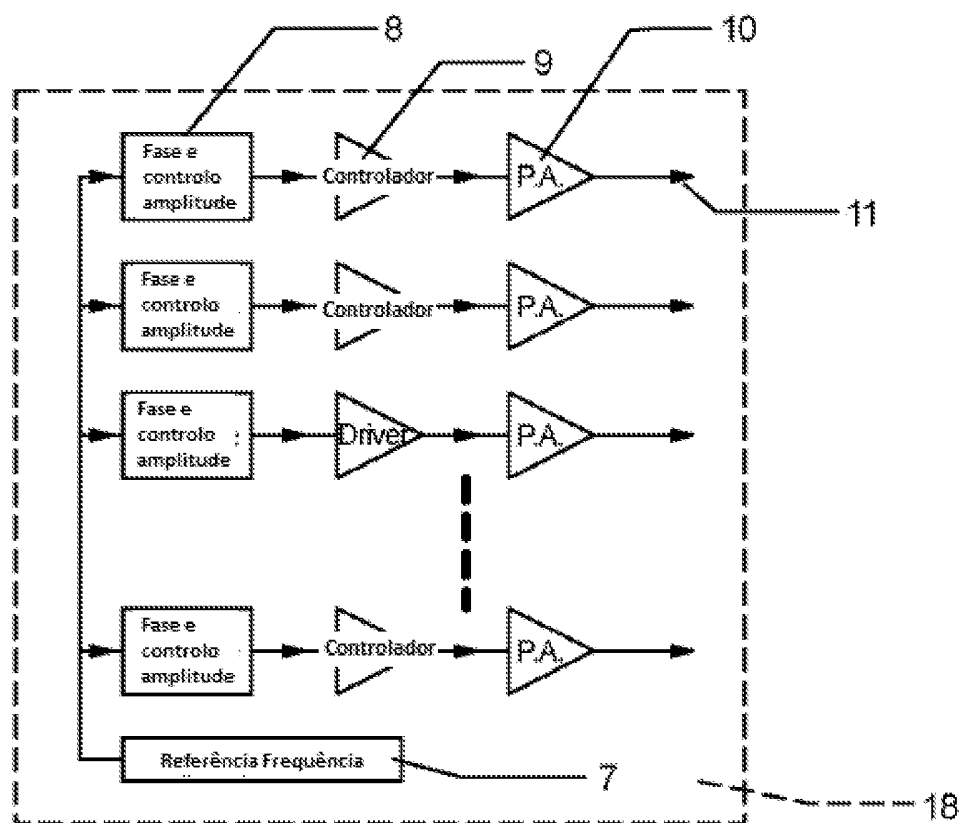 8
10
9
Fase e
controlo
amplitude
Controlador
P.A.
11
Fase e
controlo
amplitude
Controlador
P.A.
Fase e
controlo :
amplitude
Driver
P.A.
Fase e
controlo
amplitude
Controlador
P.A.
Referência Frequência
7
18